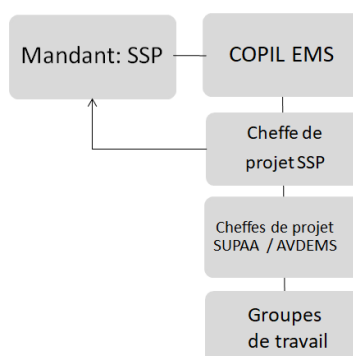 Mandant: SSP
COPIL EMS
Cheffe de
projet SSP
Cheffes de projet
SUPAA / AVDEMS
Groupes
de travail